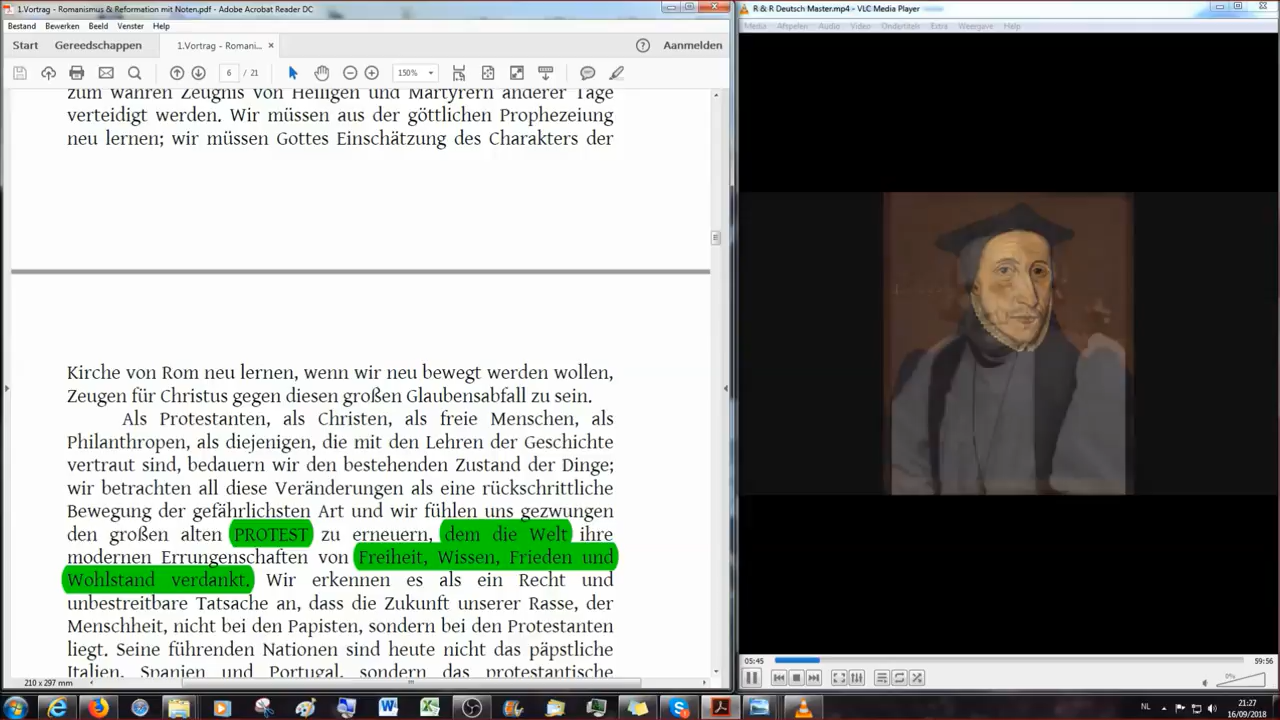 1.Vortrag - Romanismus & Reformation mit Noten.pdf - Adobe Acrobat Reader DC
Bestand Bewerken Beeld Venster Help
Start Gereedschappen 1.Vortrag - Romani... × Aanmelden
6 / 21 150%
zum wahren Zeugnis von Heiligen und Märtyrern anderer Tage
verteidigt werden. Wir müssen aus der göttlichen Prophezeiung
neu lernen; wir müssen Gottes Einschätzung des Charakters der
Kirche von Rom neu lernen, wenn wir neu bewegt werden wollen,
Zeugen für Christus gegen diesen großen Glaubensabfall zu sein.
Als Protestanten, als Christen, als freie Menschen, als
Philanthropen, als diejenigen, die mit den Lehren der Geschichte
vertraut sind, bedauern wir den bestehenden Zustand der Dinge;
wir betrachten all diese Veränderungen als eine rückschrittliche
Bewegung der gefährlichsten Art und wir fühlen uns gezwungen
den großen alten PROTEST zu erneuern, dem die Welt ihre
modernen Errungenschaften von Freiheit, Wissen, Frieden und
Wohlstand verdankt. Wir erkennen es als ein Recht und
unbestreitbare Tatsache an, dass die Zukunft unserer Rasse, der
Menschheit, nicht bei den Papisten, sondern bei den Protestanten
liegt. Seine führenden Nationen sind heute nicht das päpstliche
Italien, Spanien und Portugal, sondern das protestantische
210 x 297 mm
R & R Deutsch Master.mp4 - VLC Media Player
Media Afspelen Audio Video Ondertitels Extra Weergave Help
05:45 59:56
0%
NL 21:27
16/09/2018